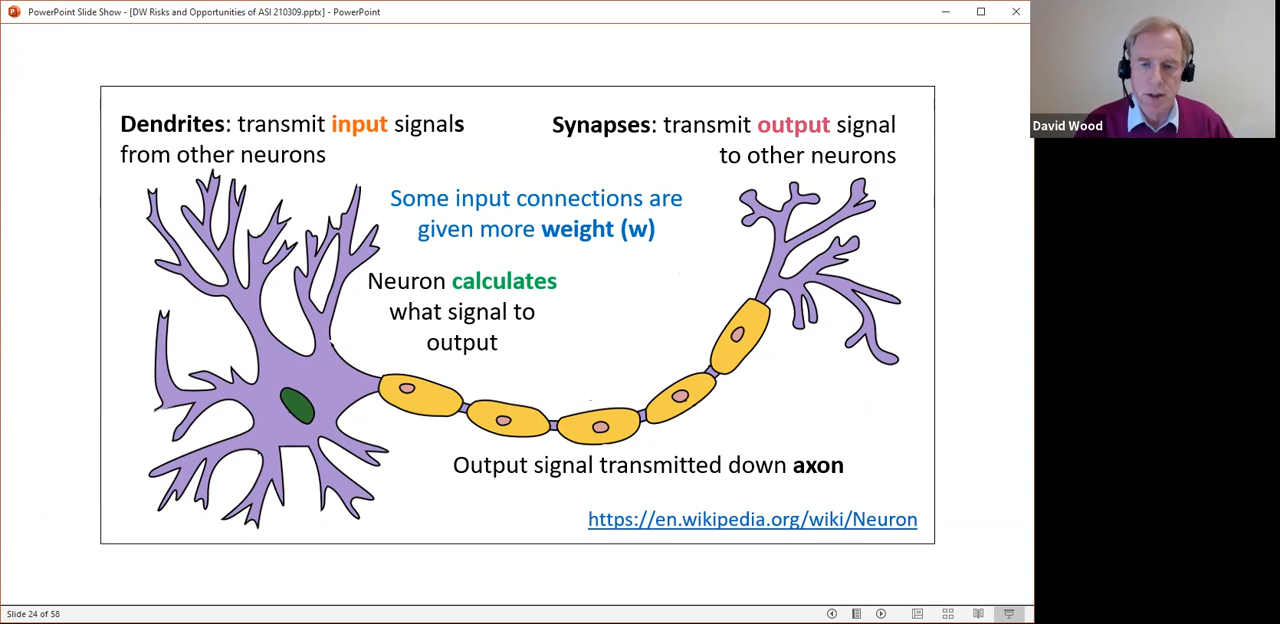 PowerPoint Slide Show - [DW Risks and Opportunities of ASI 210309.pptx] - PowerPoint
David Wood
Dendrites: transmit input signals
from other neurons
Synapses: transmit output signal
to other neurons
Some input connections are
given more weight (w)
Neuron calculates
what signal to
output
Output signal transmitted down axon
https://en.wikipedia.org/wiki/Neuron
Slide 24 of 58